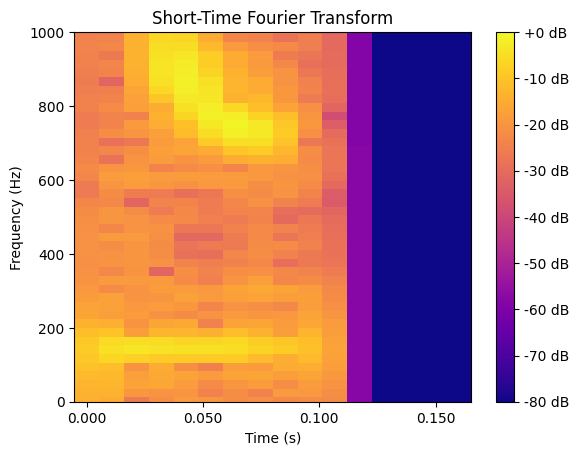 Short-Time Fourier Transform
1000
800
600
400
200
0
Frequency (Hz)
0.000
0.050
0.100
0.150
Time (s)
+0 dB
-10 dB
-20 dB
-30 dB
-40 dB
-50 dB
-60 dB
-70 dB
-80 dB